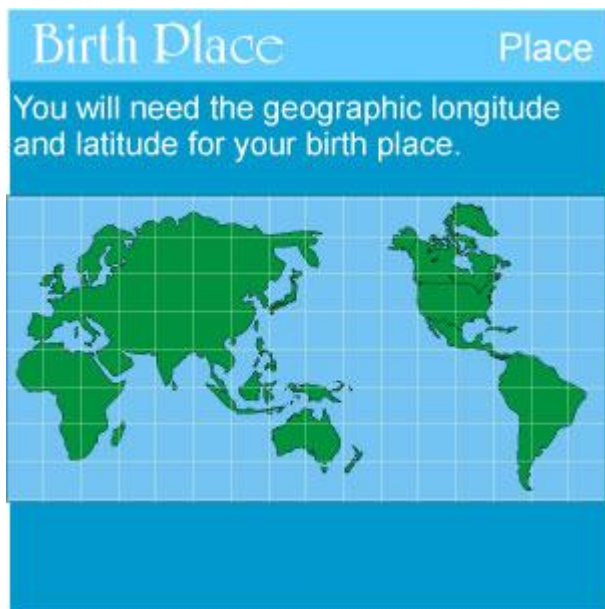 Birth Place
Place
You will need the geographic longitude
and latitude for your birth place.